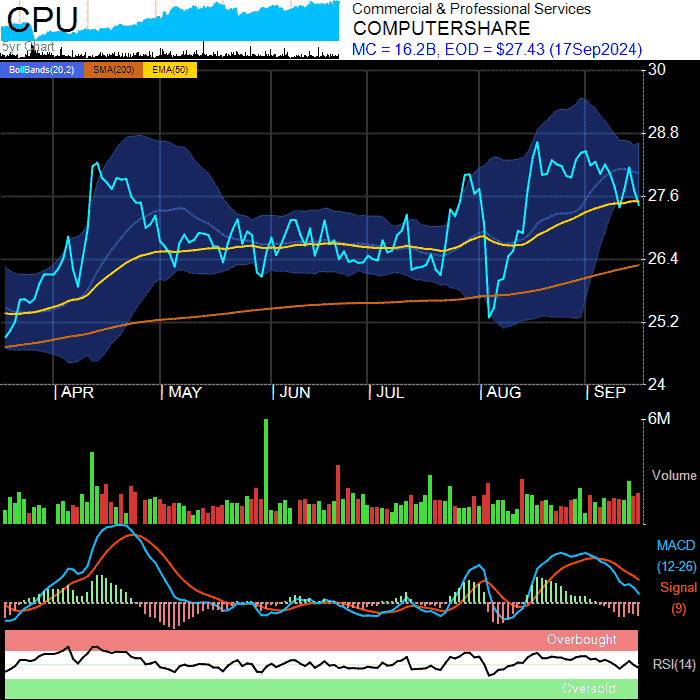 CPU
5yr Chart
Commercial & Professional Services
COMPUTERSHARE
MC = 16.2B, EOD = $27.43 (17Sep2024)
BollBands(20,2) SMA(200) EMA(50)
30
28.8
27.6
26.4
25.2
24
APR MAY JUN JUL AUG SEP
6M
Volume
MACD
(12-26)
Signal
(9)
Overbought
RSI(14)
Oversold